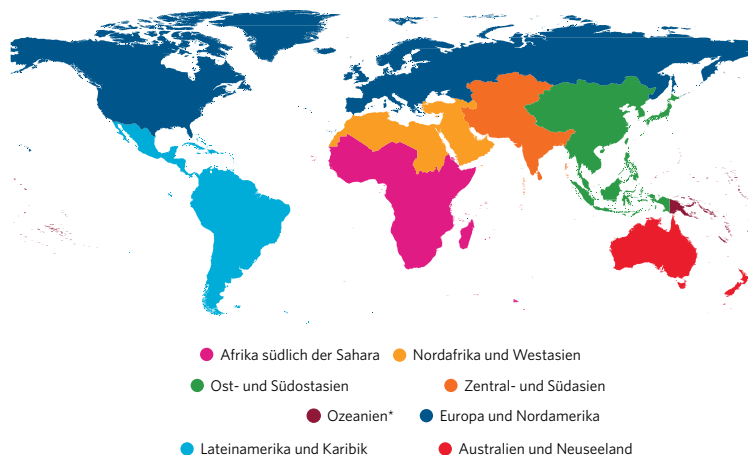 Afrika südlich der Sahara Nordafrika und Westasien
Ost- und Südostasien Zentral- und Südasien
Ozeanien* Europa und Nordamerika
Lateinamerika und Karibik Australien und Neuseeland